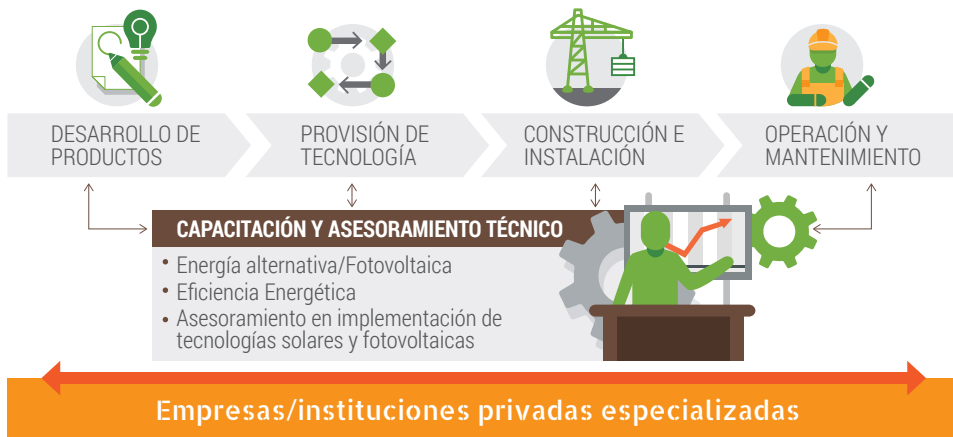 DESARROLLO DE
PRODUCTOS
PROVISIÓN DE
TECNOLOGÍA
CONSTRUCCIÓN E
INSTALACIÓN
OPERACIÓN Y
MANTENIMIENTO
CAPACITACIÓN Y ASESORAMIENTO TÉCNICO
• Energía alternativa/Fotovoltaica
• Eficiencia Energética
• Asesoramiento en implementación de
tecnologías solares y fotovoltaicas
Empresas/instituciones privadas especializadas